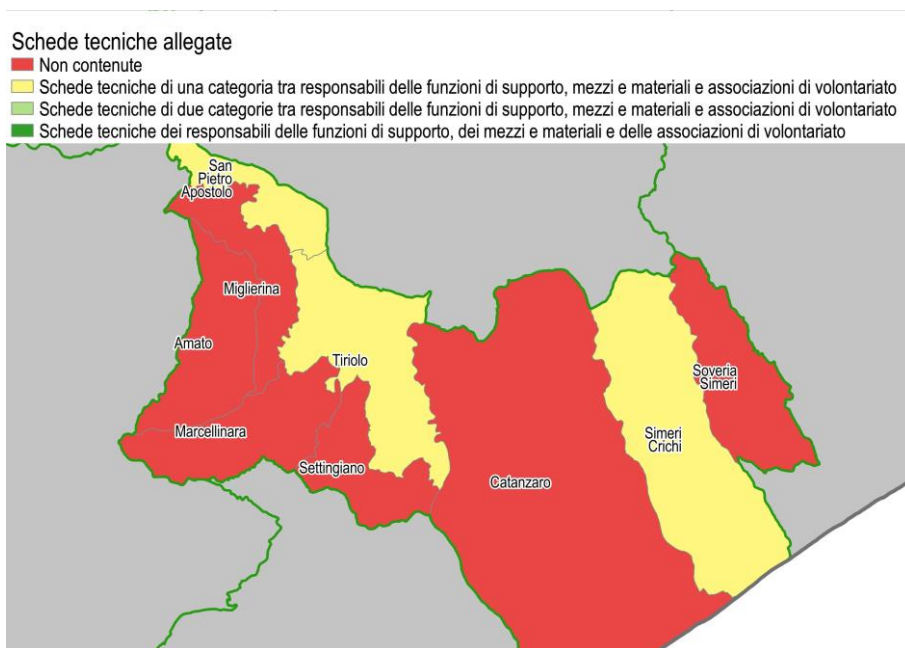 Schede tecniche allegate
Non contenute
Schede tecniche di una categoria tra responsabili delle funzioni di supporto, mezzi e materiali e associazioni di volontariato
Schede tecniche di due categorie tra responsabili delle funzioni di supporto, mezzi e materiali e associazioni di volontariato
Schede tecniche dei responsabili delle funzioni di supporto, dei mezzi e materiali e delle associazioni di volontariato
San
Pietro
Apostolo
Miglierina
Amato
Tiriolo
Soveria
Simeri
Marcellinara
Simeri
Crichi
Settingiano
Catanzaro